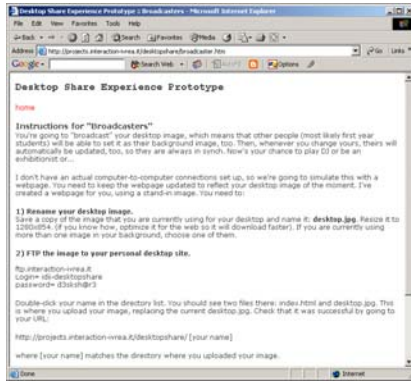 Desktop Share Experience Prototype : Broadcasters - Microsoft Internet Explorer
File Edit View Favorites Tools Help
Back Search Favorites Media
Address http://projects.interaction-ivrea.it/desktopshare/broadcaster.htm Go Links
Google Search Web Options
Desktop Share Experience Prototype
home
Instructions for "Broadcasters"
You're going to "broadcast" your desktop image, which means that other people (most likely first year
students) will be able to set it as their background image, too. Then, whenever you change yours, theirs will
automatically be updated, too, so they are always in synch. Now's your chance to play DJ or be an
exhibitionist or...
I don't have an actual computer-to-computer connections set up, so we're going to simulate this with a
webpage. You need to keep the webpage updated to reflect your desktop image of the moment. I've
created a webpage for you, using a stand-in image. You need to:
1) Rename your desktop image.
Save a copy of the image that you are currently using for your desktop and name it: desktop.jpg. Resize it to
1280x854. (if you know how, optimize it for the web so it will download faster). If you are currently using
more than one image in your background, choose one of them.
2) FTP the image to your personal desktop site.
ftp.interaction-ivrea.it
Login= idii-desktopshare
password= d3sksh@r3
Double-click your name in the directory list. You should see two files there: index.html and desktop.jpg. This
is where you upload your image, replacing the current desktop.jpg. Check that it was successful by going to
your URL:
http://projects.interaction-ivrea.it/desktopshare/ [your name]
where [your name] matches the directory where you uploaded your image.
Done Internet